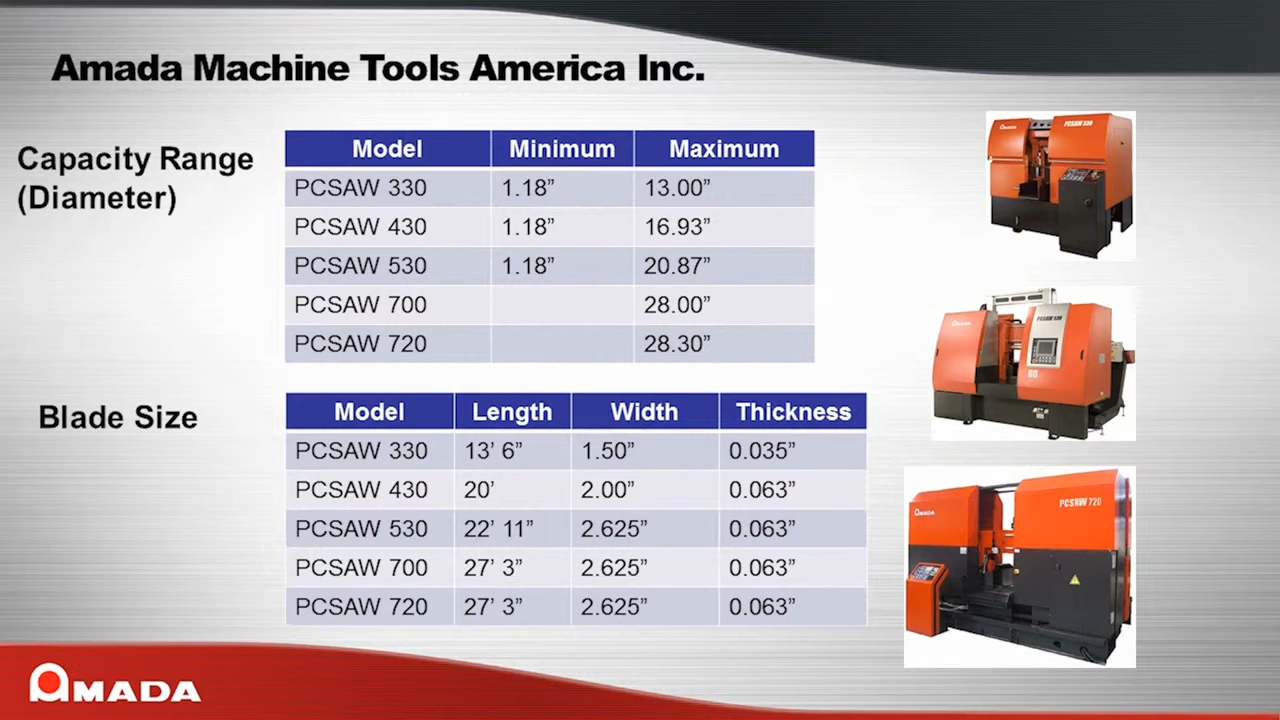 Amada Machine Tools America Inc.
Capacity Range
(Diameter)
Model Minimum Maximum
PCSAW 330 1.18” 13.00”
PCSAW 430 1.18” 16.93”
PCSAW 530 1.18” 20.87”
PCSAW 700 28.00”
PCSAW 720 28.30”
Blade Size
Model Length Width Thickness
PCSAW 330 13’ 6” 1.50” 0.035”
PCSAW 430 20’ 2.00” 0.063”
PCSAW 530 22’ 11” 2.625” 0.063”
PCSAW 700 27’ 3” 2.625” 0.063”
PCSAW 720 27’ 3” 2.625” 0.063”
AMADA PCSAW 330
AMADA PCSAW 530
AMADA PCSAW 720
AMADA